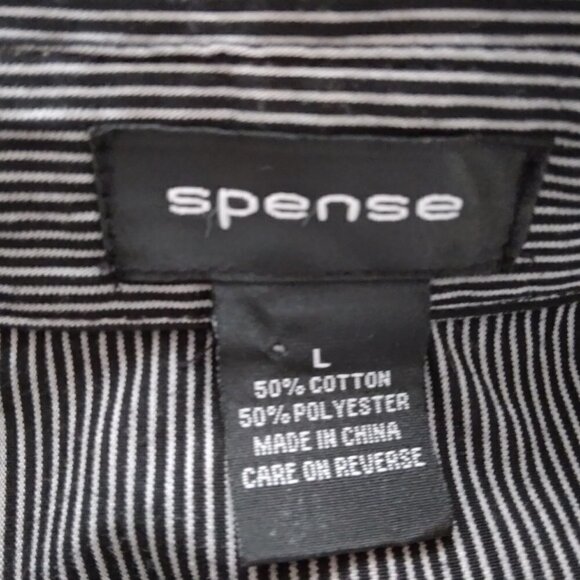 spense
L
50% COTTON
50% POLYESTER
MADE IN CHINA
CARE ON REVERSE